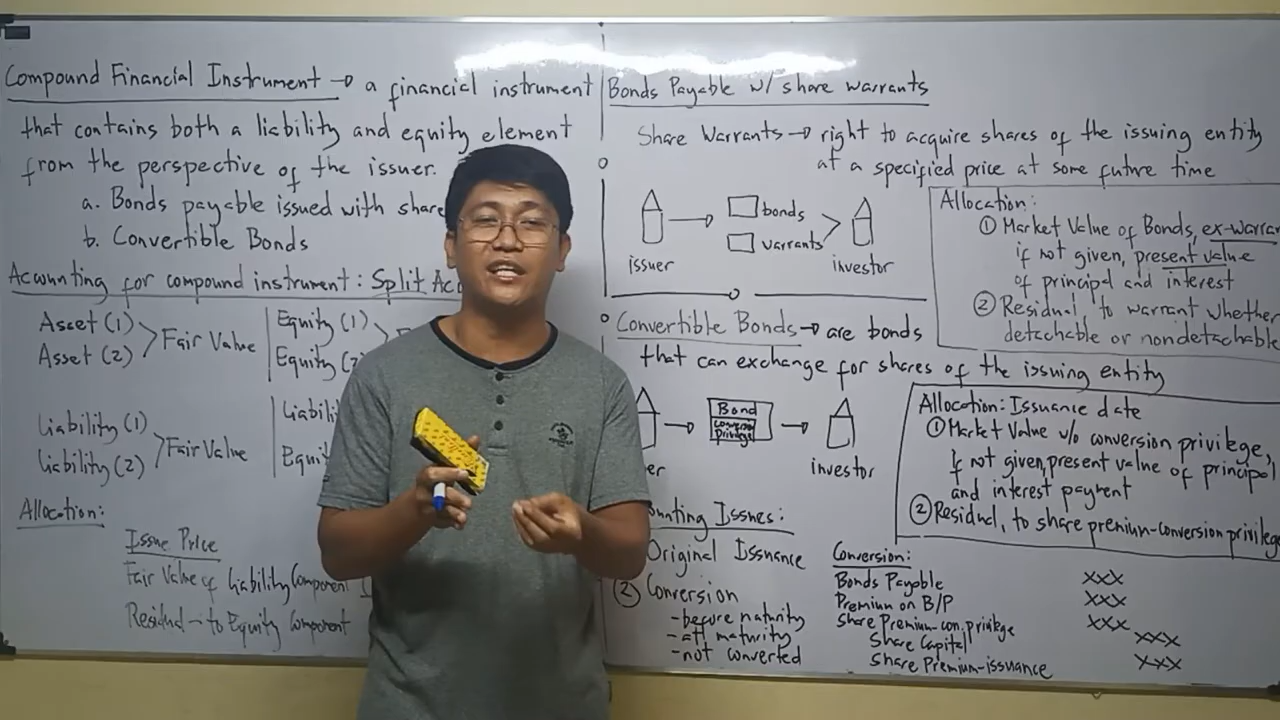 Compound Financial Instrument → a financial instrument
that contains both a liability and equity element
from the perspective of the issuer.
a. Bonds payable issued with share
b. Convertible Bonds
Accounting for compound instrument: Split
Asset (1)
Asset (2)
Fair Value
Equity (1)
Equity
Liability (1)
Liability (2)
Fair Value
Allocation:
Issue Price
Fair Value of Liability Component
Residual → to Equity Component
Bonds Payable w/ share warrants
Share Warrants → right to acquire shares of the issuing entity
at a specified price at some future time
issuer
bonds
warrants
investor
Allocation:
① Market Value of Bonds,
if not given, present value
of principal and interest
② Residual, to warrant whether
detachable or nondetachable
Convertible Bonds → are bonds
that can exchange for shares of the issuing entity
Bond
Conversion
Privilege
investor
Allocation: Issuance date
① Market Value w/o conversion privilege,
If not given, present value of principal
and interest payment
② Residual, to share premium-conversion privilege
Issues:
Original Issuance
② Conversion
- before maturity
- at maturity
- not converted
Conversion:
Bonds Payable xxx
Premium on B/P xxx
Share Premium-con. privilege xxx
Share Capital xxx
Share Premium-issuance xxx